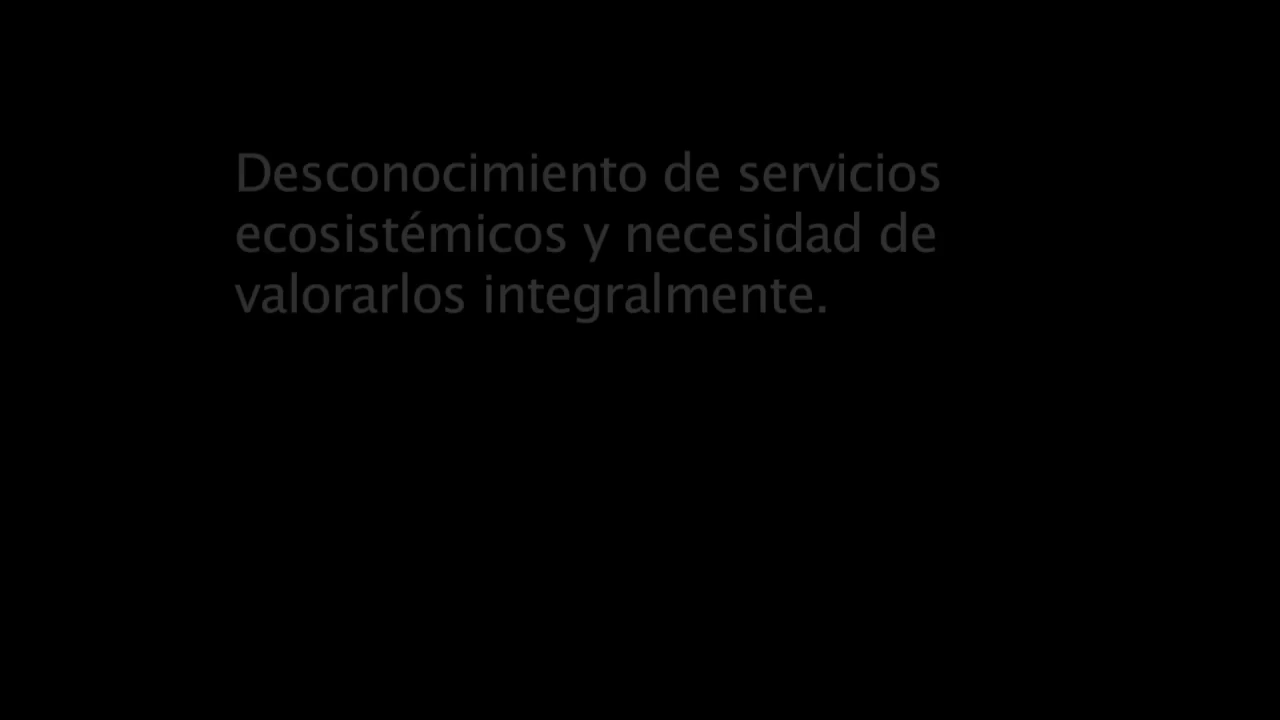 Desconocimiento de servicios
ecosistémicos y necesidad de
valorarlos integralmente.